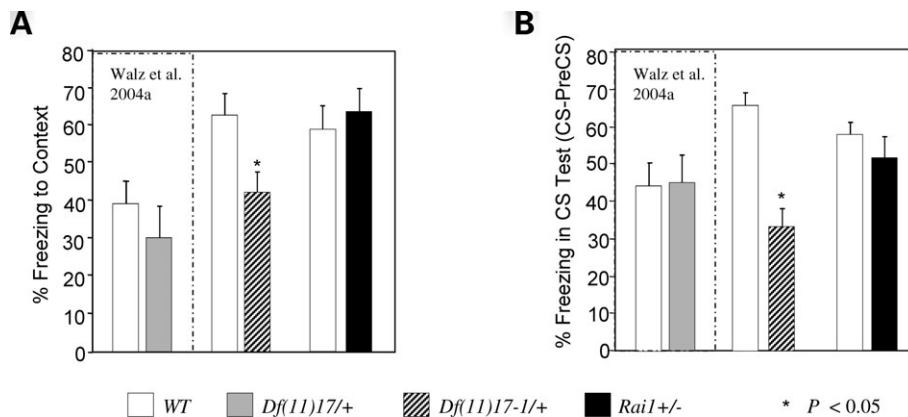 A
% Freezing to Context
80
70
60
50
40
30
20
10
0
Walz et al.
2004a
*
B
% Freezing in CS Test (CS-PreCS)
80
70
60
50
40
30
20
10
0
Walz et al.
2004a
*
WT Df(11)17/+ Df(11)17-1/+ Rai1+/- * P < 0.05